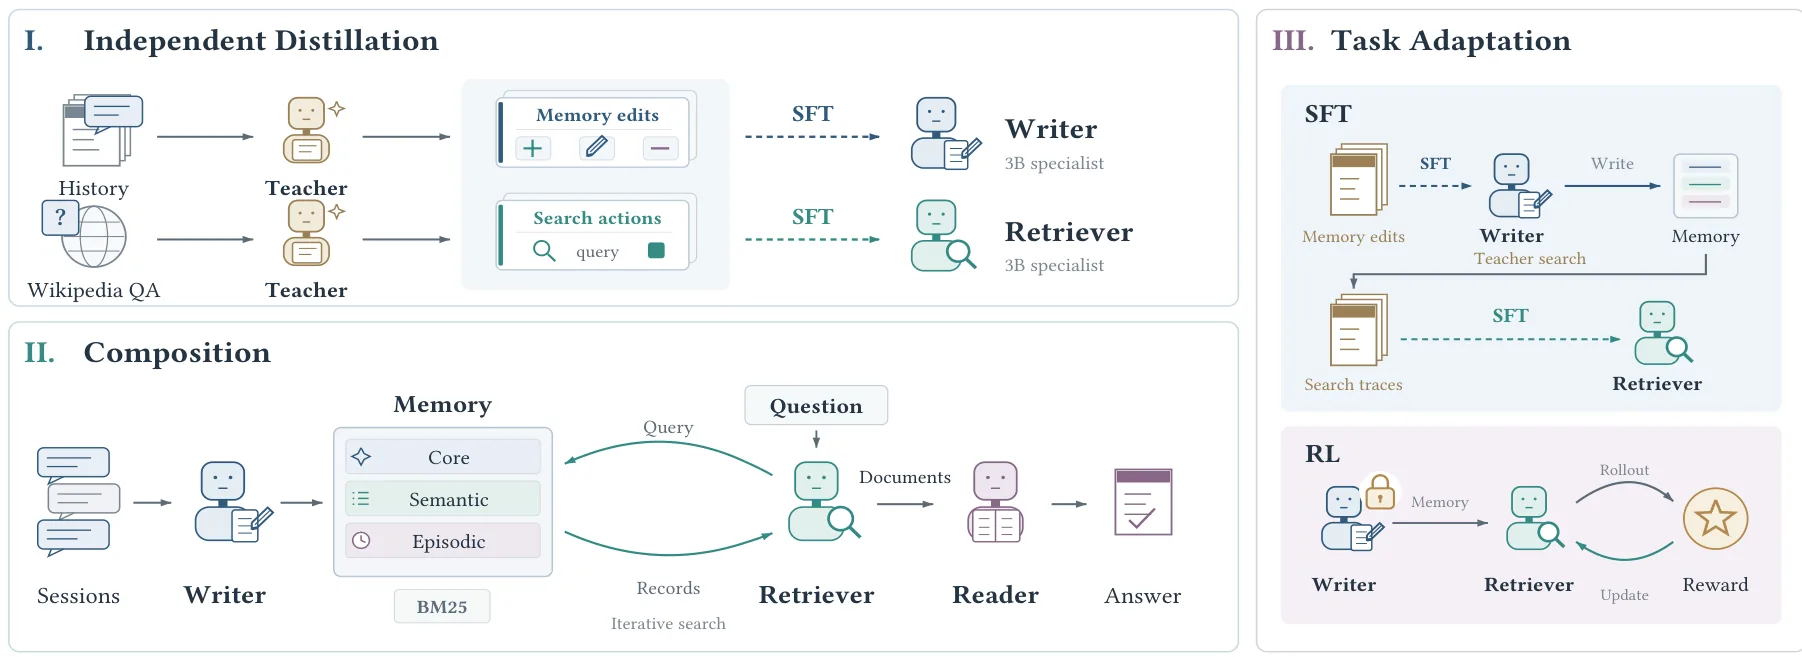 I. Independent Distillation
History
Teacher
Memory edits
SFT
Writer
3B specialist
?
Wikipedia QA
Teacher
Search actions
query
SFT
Retriever
3B specialist
II. Composition
Sessions
Writer
Memory
Core
Semantic
Episodic
BM25
Query
Records
Iterative search
Question
Retriever
Documents
Reader
Answer
III. Task Adaptation
SFT
Memory edits
SFT
Writer
Write
Memory
Teacher search
Search traces
SFT
Retriever
RL
Writer
Memory
Retriever
Rollout
Update
Reward